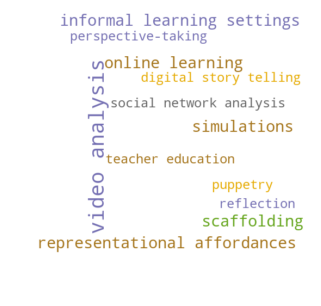 informal learning settings
perspective-taking
online learning
digital story telling
video analysis
social network analysis
simulations
teacher education
puppetry
reflection
scaffolding
representational affordances